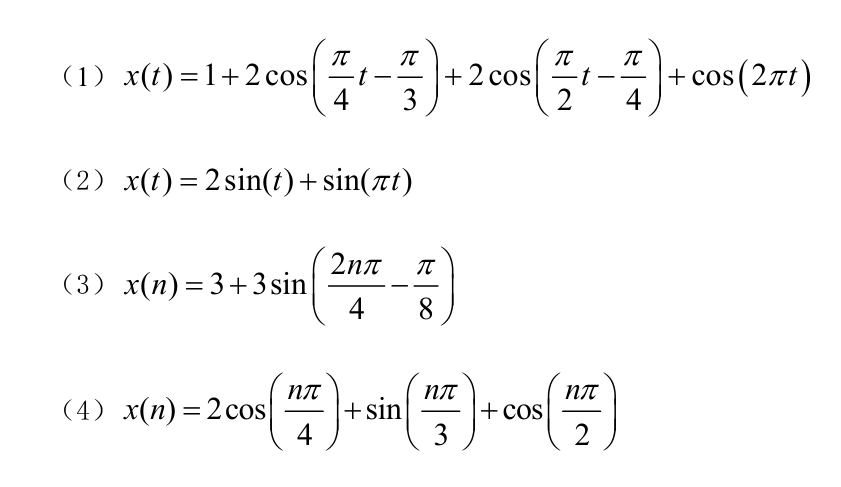 （1） x(t) = 1 + 2cos(π/4 t − π/3) + 2cos(π/2 t − π/4) + cos(2πt)
（2） x(t) = 2sin(t) + sin(πt)
（3） x(n) = 3 + 3sin(2nπ/4 − π/8)
（4） x(n) = 2cos(nπ/4) + sin(nπ/3) + cos(nπ/2)